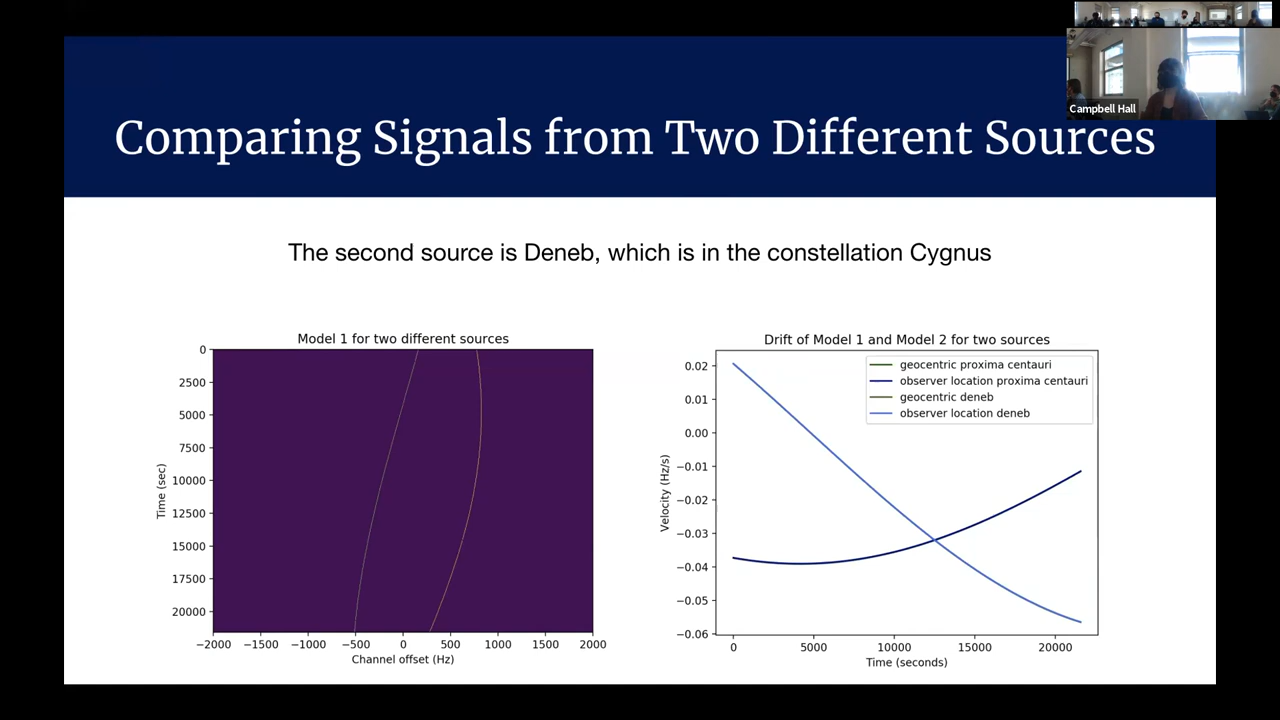 Campbell Hall
Comparing Signals from Two Different Sources
The second source is Deneb, which is in the constellation Cygnus
Model 1 for two different sources
0
2500
5000
7500
10000
12500
15000
17500
20000
Time (sec)
−2000 −1500 −1000 −500 0 500 1000 1500 2000
Channel offset (Hz)
Drift of Model 1 and Model 2 for two sources
geocentric proxima centauri
observer location proxima centauri
geocentric deneb
observer location deneb
0.02
0.01
0.00
−0.01
−0.02
−0.03
−0.04
−0.05
−0.06
Velocity (Hz/s)
0 5000 10000 15000 20000
Time (seconds)